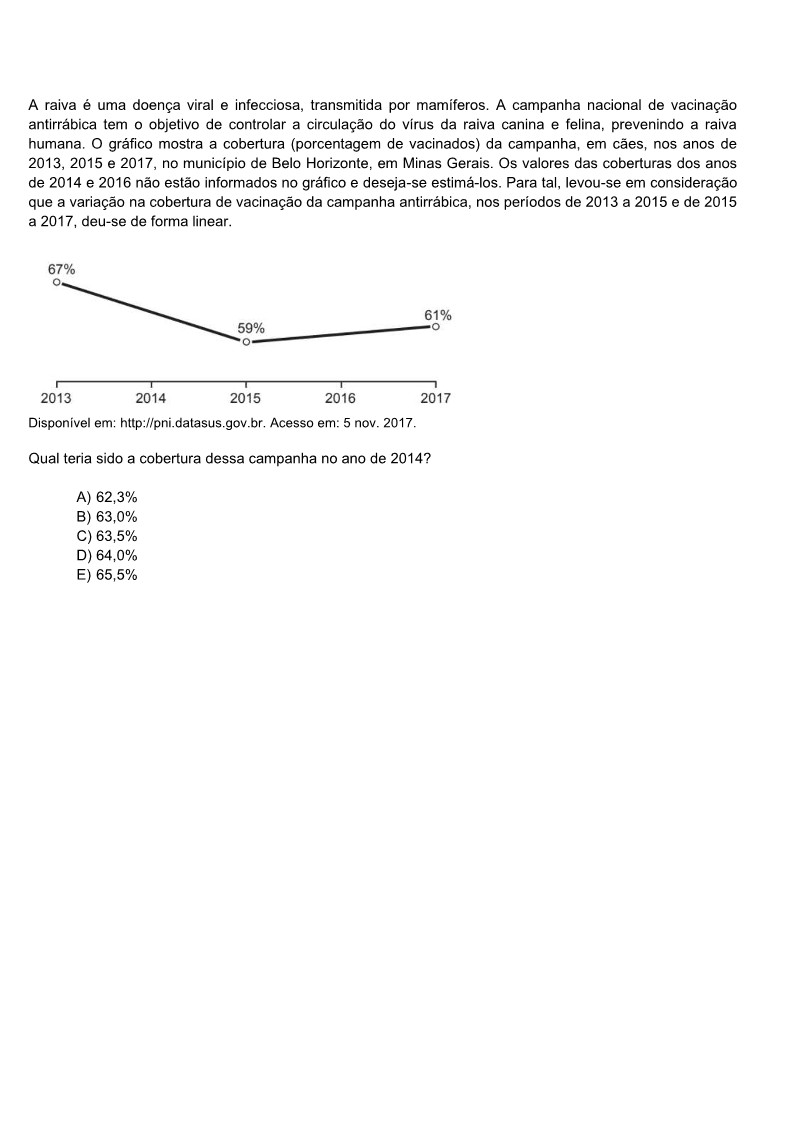 A raiva é uma doença viral e infecciosa, transmitida por mamíferos. A campanha nacional de vacinação
antirrábica tem o objetivo de controlar a circulação do vírus da raiva canina e felina, prevenindo a raiva
humana. O gráfico mostra a cobertura (porcentagem de vacinados) da campanha, em cães, nos anos de
2013, 2015 e 2017, no município de Belo Horizonte, em Minas Gerais. Os valores das coberturas dos anos
de 2014 e 2016 não estão informados no gráfico e deseja-se estimá-los. Para tal, levou-se em consideração
que a variação na cobertura de vacinação da campanha antirrábica, nos períodos de 2013 a 2015 e de 2015
a 2017, deu-se de forma linear.
67%
59%
61%
2013 2014 2015 2016 2017
Disponível em: http://pni.datasus.gov.br. Acesso em: 5 nov. 2017.
Qual teria sido a cobertura dessa campanha no ano de 2014?
A) 62,3%
B) 63,0%
C) 63,5%
D) 64,0%
E) 65,5%